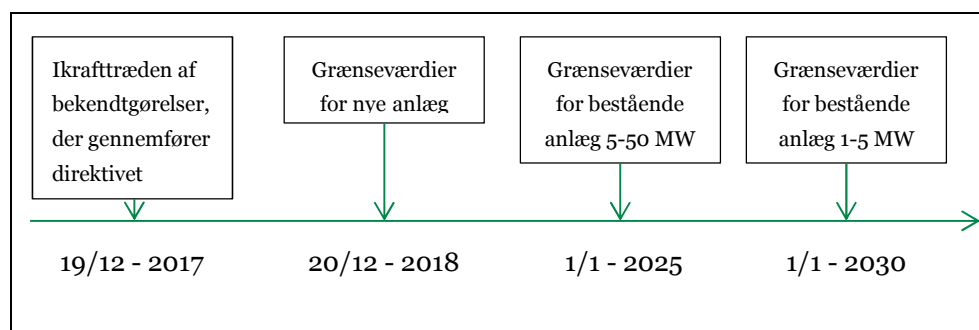 Ikrafttræden af
bekendtgørelser,
der gennemfører
direktivet
Grænseværdier
for nye anlæg
Grænseværdier
for bestående
anlæg 5-50 MW
Grænseværdier
for bestående
anlæg 1-5 MW
19/12 - 2017
20/12 - 2018
1/1 - 2025
1/1 - 2030